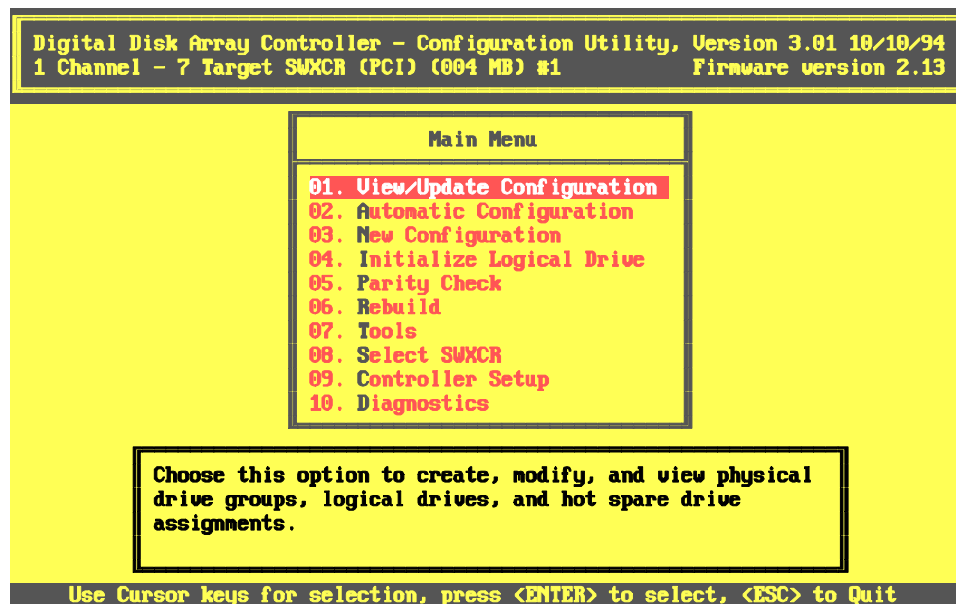 Digital Disk Array Controller - Configuration Utility, Version 3.01 10/10/94
1 Channel - 7 Target SWXCR (PCI) (004 MB) #1 Firmware version 2.13
Main Menu
01. View/Update Configuration
02. Automatic Configuration
03. New Configuration
04. Initialize Logical Drive
05. Parity Check
06. Rebuild
07. Tools
08. Select SWXCR
09. Controller Setup
10. Diagnostics
Choose this option to create, modify, and view physical
drive groups, logical drives, and hot spare drive
assignments.
Use Cursor keys for selection, press <ENTER> to select, <ESC> to Quit